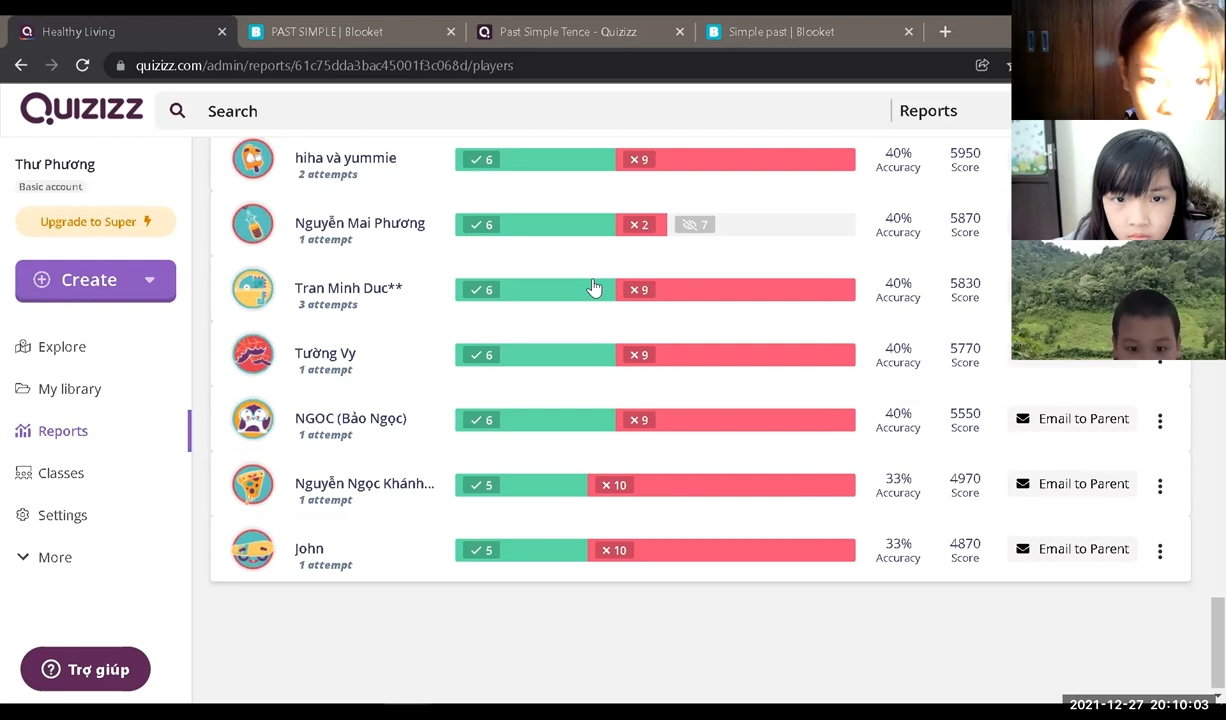 Healthy Living
PAST SIMPLE | Blooket
Past Simple Tence - Quizizz
Simple past | Blooket
quizizz.com/admin/reports/61c75dda3bac45001f3c068d/players
QUIZIZZ
Search
Reports
Thư Phương
Basic account
Upgrade to Super
Create
Explore
My library
Reports
Classes
Settings
More
Trợ giúp
hiha và yummie
2 attempts
6
9
40%
Accuracy
5950
Score
Nguyễn Mai Phương
1 attempt
6
2
7
40%
Accuracy
5870
Score
Tran Minh Duc**
3 attempts
6
9
40%
Accuracy
5830
Score
Tường Vy
1 attempt
6
9
40%
Accuracy
5770
Score
NGOC (Bảo Ngọc)
1 attempt
6
9
40%
Accuracy
5550
Score
Email to Parent
Nguyễn Ngọc Khánh...
1 attempt
5
10
33%
Accuracy
4970
Score
Email to Parent
John
1 attempt
5
10
33%
Accuracy
4870
Score
Email to Parent
2021-12-27 20:10:03